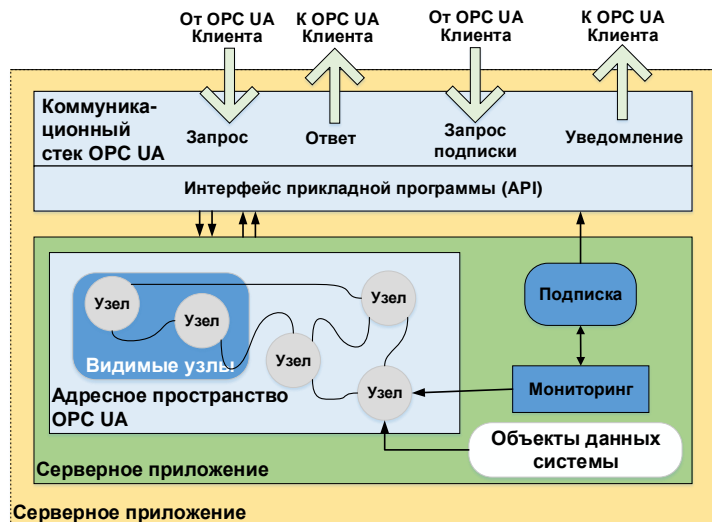 От OPC UA
Клиента
К OPC UA
Клиента
От OPC UA
Клиента
К OPC UA
Клиента
Коммуника-
ционный
стек OPC UA
Запрос
Ответ
Запрос
подписки
Уведомление
Интерфейс прикладной программы (API)
Узел
Узел
Узел
Узел
Узел
Видимые узлы
Адресное пространство
OPC UA
Подписка
Мониторинг
Объекты данных
системы
Серверное приложение
Серверное приложение